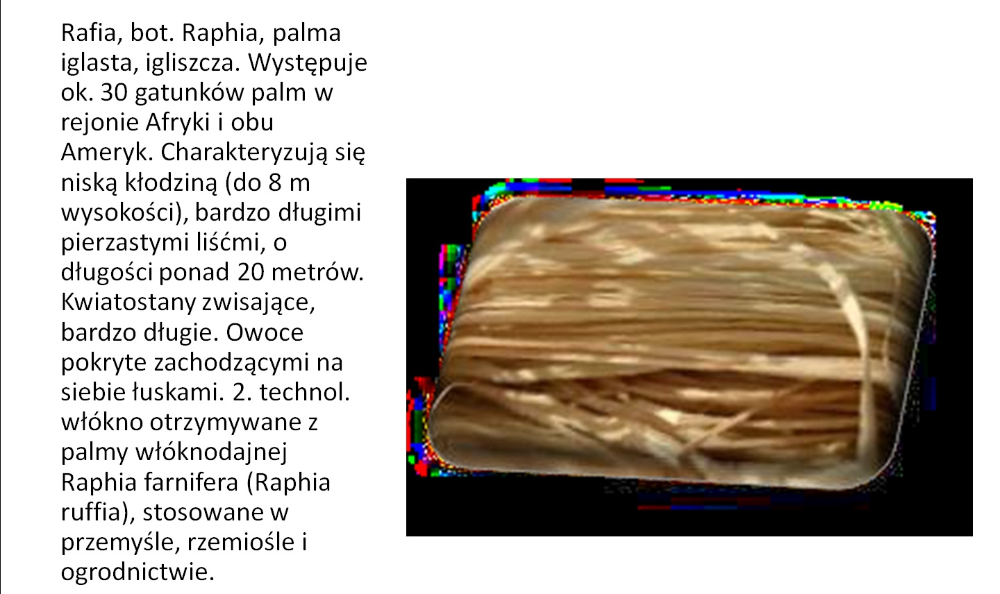 Rafia, bot. Raphia, palma
iglasta, igliszcza. Występuje
ok. 30 gatunków palm w
rejonie Afryki i obu
Ameryk. Charakteryzują się
niską kłodziną (do 8 m
wysokości), bardzo długimi
pierzastymi liśćmi, o
długości ponad 20 metrów.
Kwiatostany zwisające,
bardzo długie. Owoce
pokryte zachodzącymi na
siebie łuskami. 2. technol.
włókno otrzymywane z
palmy włóknodajnej
Raphia farnifera (Raphia
ruffia), stosowane w
przemyśle, rzemiośle i
ogrodnictwie.